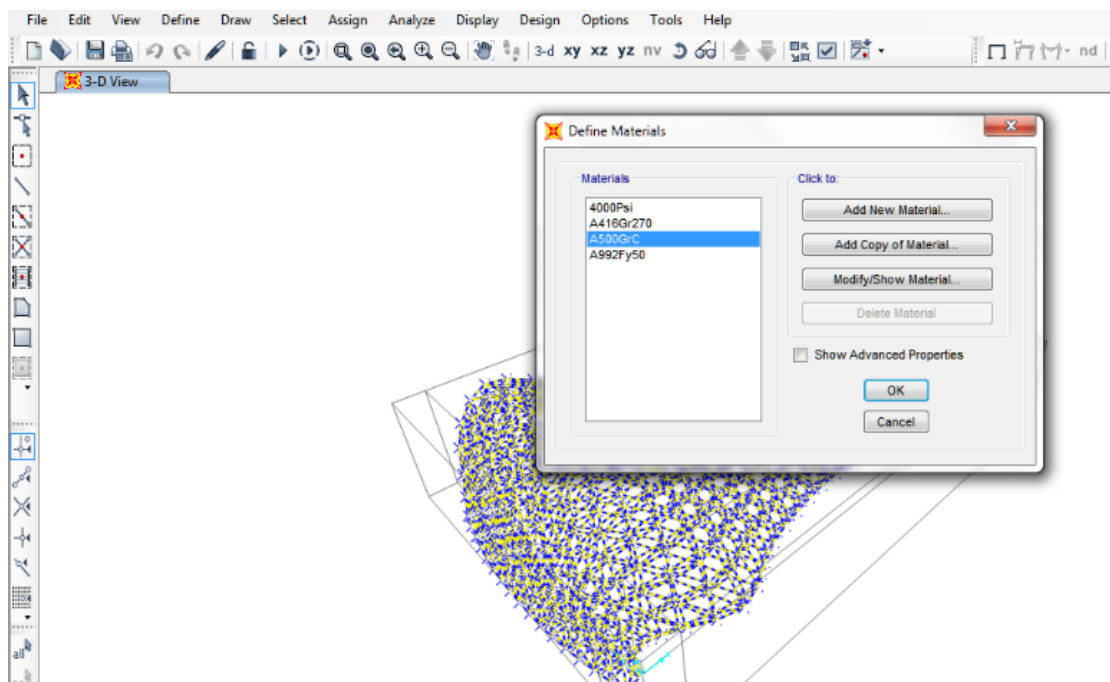 File Edit View Define Draw Select Assign Analyze Display Design Options Tools Help
3-d xy xz yz nv nd
3-D View
Define Materials
Materials
4000Psi
A416Gr270
A500GrC
A992Fy50
Click to:
Add New Material...
Add Copy of Material...
Modify/Show Material...
Delete Material
Show Advanced Properties
OK
Cancel
all